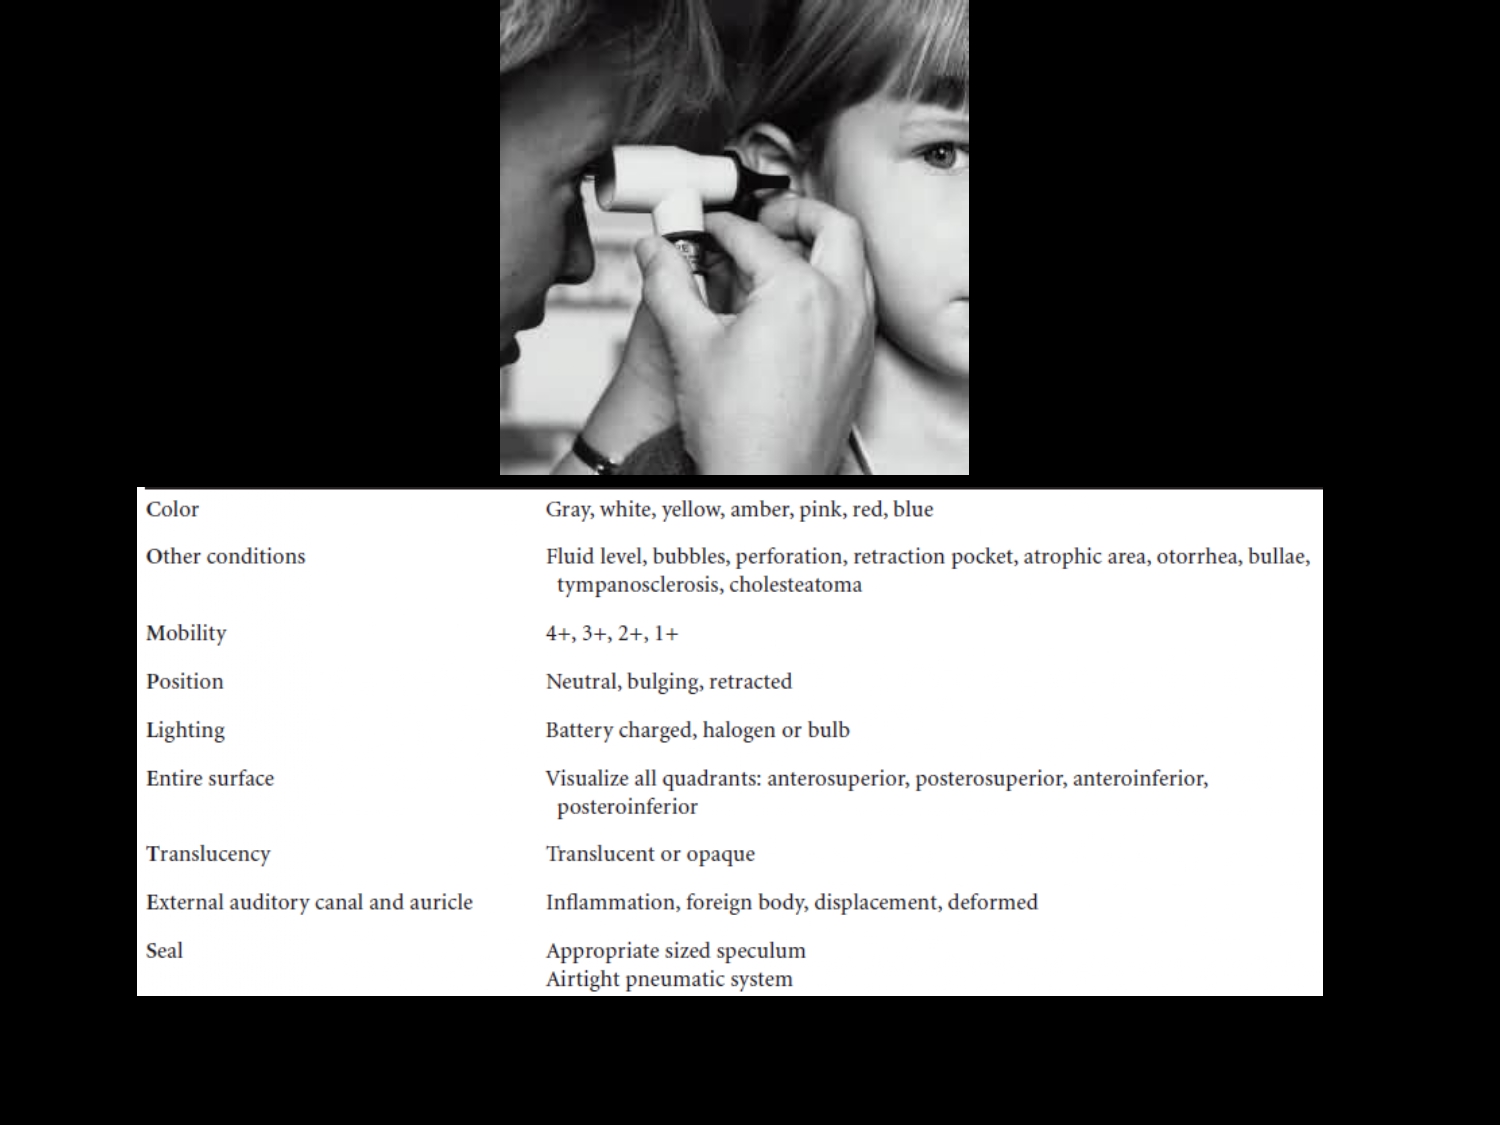 Color Gray, white, yellow, amber, pink, red, blue
Other conditions Fluid level, bubbles, perforation, retraction pocket, atrophic area, otorrhea, bullae,
tympanosclerosis, cholesteatoma
Mobility 4+, 3+, 2+, 1+
Position Neutral, bulging, retracted
Lighting Battery charged, halogen or bulb
Entire surface Visualize all quadrants: anterosuperior, posterosuperior, anteroinferior,
posteroinferior
Translucency Translucent or opaque
External auditory canal and auricle Inflammation, foreign body, displacement, deformed
Seal Appropriate sized speculum
Airtight pneumatic system